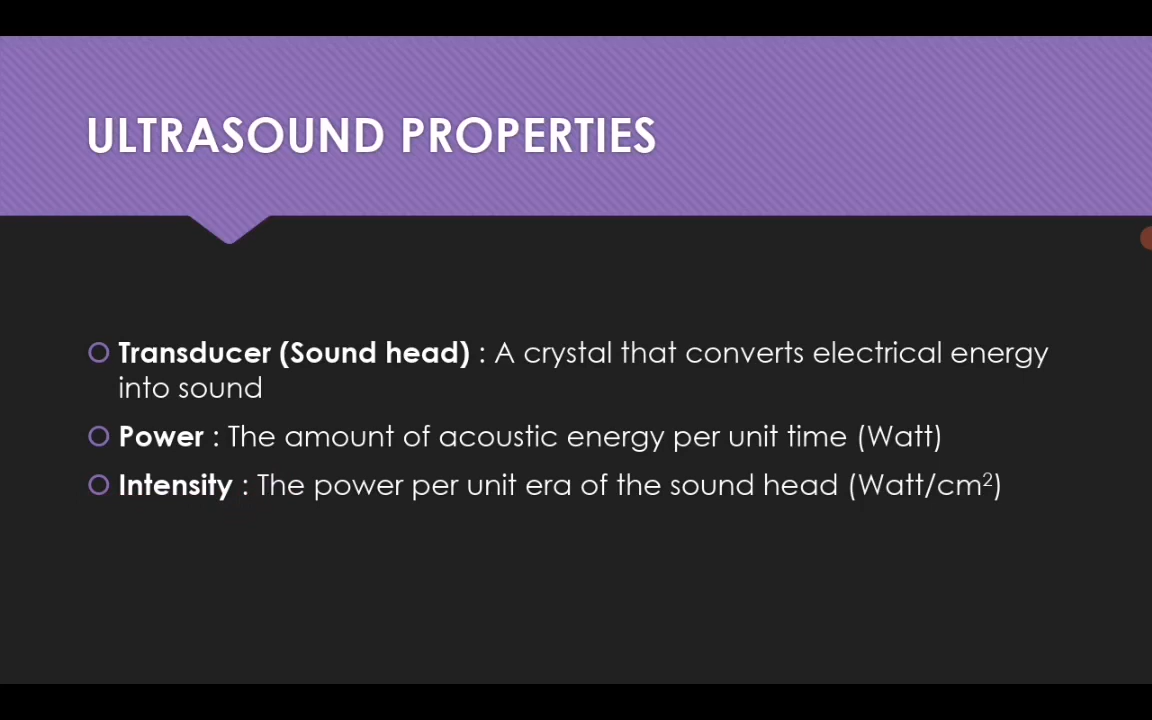 ULTRASOUND PROPERTIES
Transducer (Sound head) : A crystal that converts electrical energy
into sound
Power : The amount of acoustic energy per unit time (Watt)
Intensity : The power per unit era of the sound head (Watt/cm²)